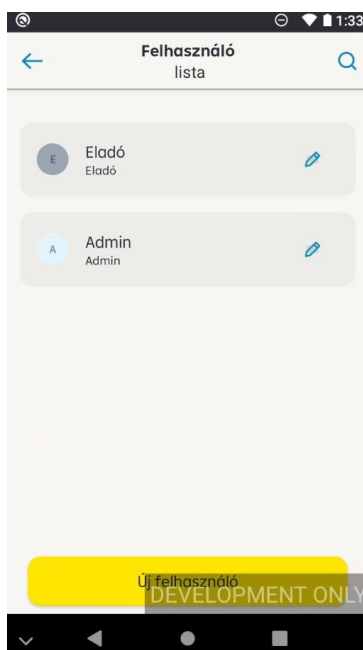 1:33
Felhasználó
lista
E
Eladó
Eladó
A
Admin
Admin
Új felhasználó
DEVELOPMENT ONLY